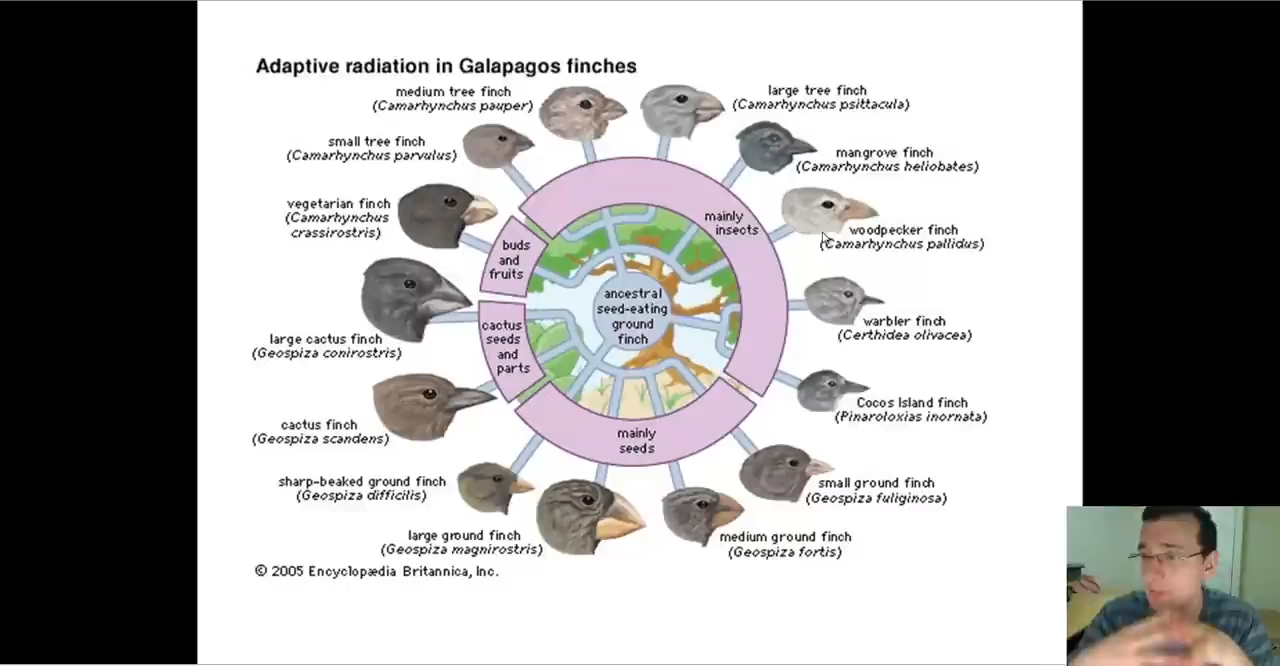 Adaptive radiation in Galapagos finches
medium tree finch
(Camarhynchus pauper)
large tree finch
(Camarhynchus psittacula)
small tree finch
(Camarhynchus parvulus)
mangrove finch
(Camarhynchus heliobates)
vegetarian finch
(Camarhynchus
crassirostris)
woodpecker finch
(Camarhynchus pallidus)
mainly
insects
buds
and
fruits
ancestral
seed-eating
ground
finch
cactus
seeds
and
parts
warbler finch
(Certhidea olivacea)
large cactus finch
(Geospiza conirostris)
Cocos Island finch
(Pinaroloxias inornata)
cactus finch
(Geospiza scandens)
mainly
seeds
sharp-beaked ground finch
(Geospiza difficilis)
small ground finch
(Geospiza fuliginosa)
large ground finch
(Geospiza magnirostris)
medium ground finch
(Geospiza fortis)
© 2005 Encyclopædia Britannica, Inc.